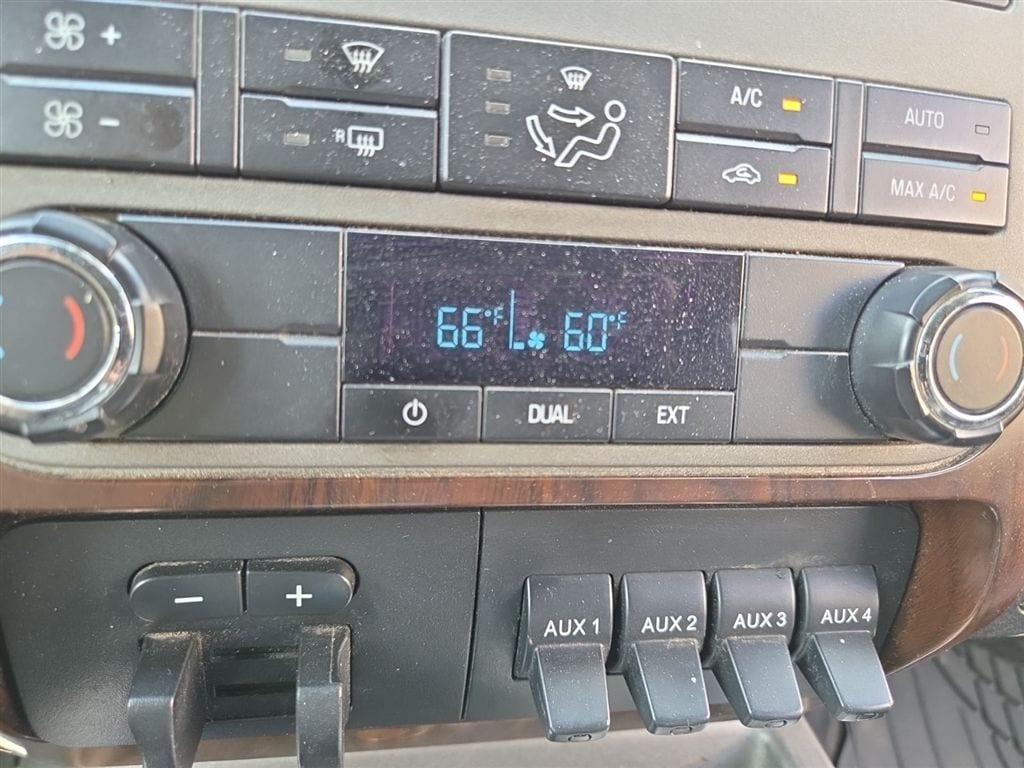 +
A/C
AUTO
-
R
MAX A/C
66°F 60°F
DUAL EXT
- +
AUX 1 AUX 2 AUX 3 AUX 4